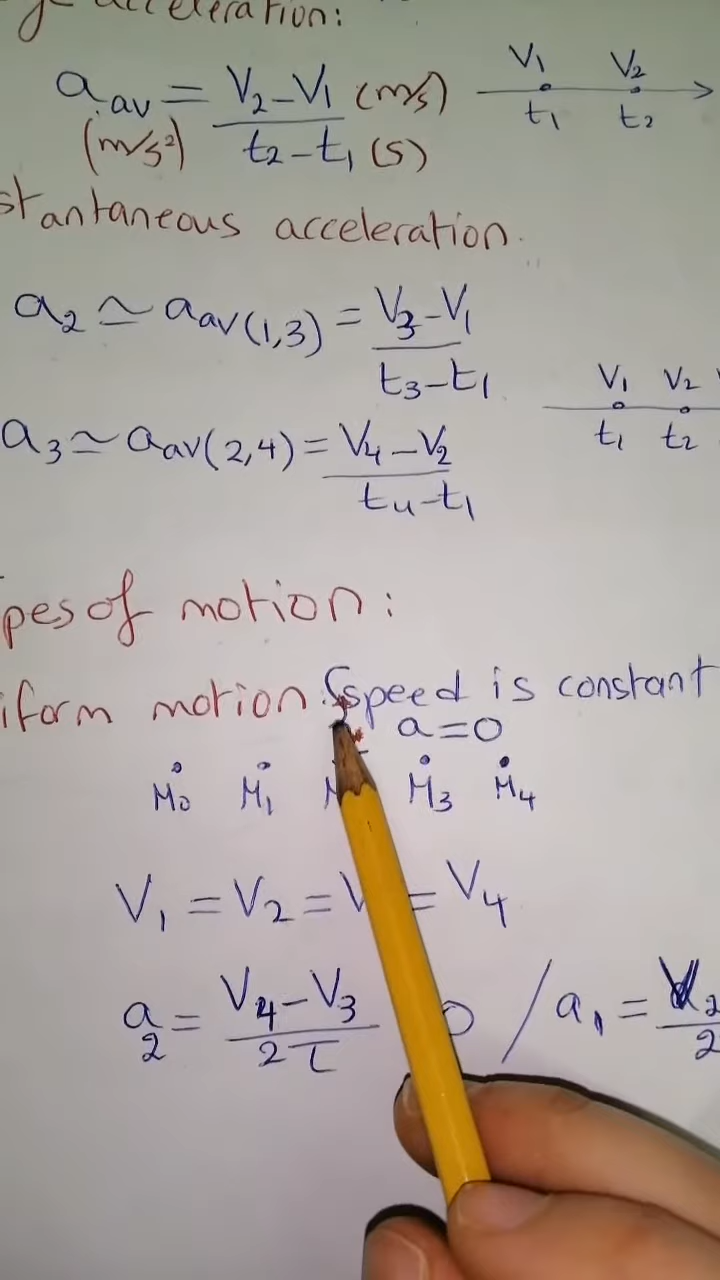 acceleration:
a av = V2 - V1 / t2 - t1 (m/s) (m/s²) (s)
V1 V2
t1 t2
stantaneous acceleration.
a2 ≃ aav(1,3) = V3 - V1 / t3 - t1
V1 V2
t1 t2
a3 ≃ aav(2,4) = V4 - V2 / t4 - t1
pes of motion:
iform motion: speed is constant
a = 0
M0 M1 M3 M4
V1 = V2 = V = V4
a2 = V4 - V3 / 2τ 0 / a1 =